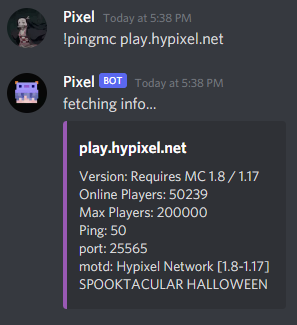 Pixel Today at 5:38 PM
!pingmc play.hypixel.net
Pixel BOT Today at 5:38 PM
fetching info...
play.hypixel.net
Version: Requires MC 1.8 / 1.17
Online Players: 50239
Max Players: 200000
Ping: 50
port: 25565
motd: Hypixel Network [1.8-1.17]
SPOOKTACULAR HALLOWEEN